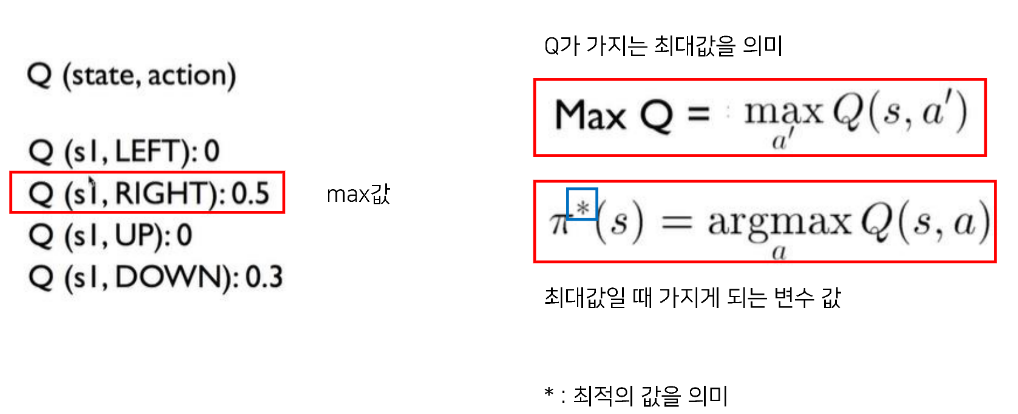 Q (state, action)
Q (s1, LEFT): 0
Q (s1, RIGHT): 0.5
Q (s1, UP): 0
Q (s1, DOWN): 0.3
max값
Q가 가지는 최대값을 의미
Max Q = max_{a'} Q(s, a')
π*(s) = argmax_a Q(s, a)
최대값일 때 가지게 되는 변수 값
* : 최적의 값을 의미